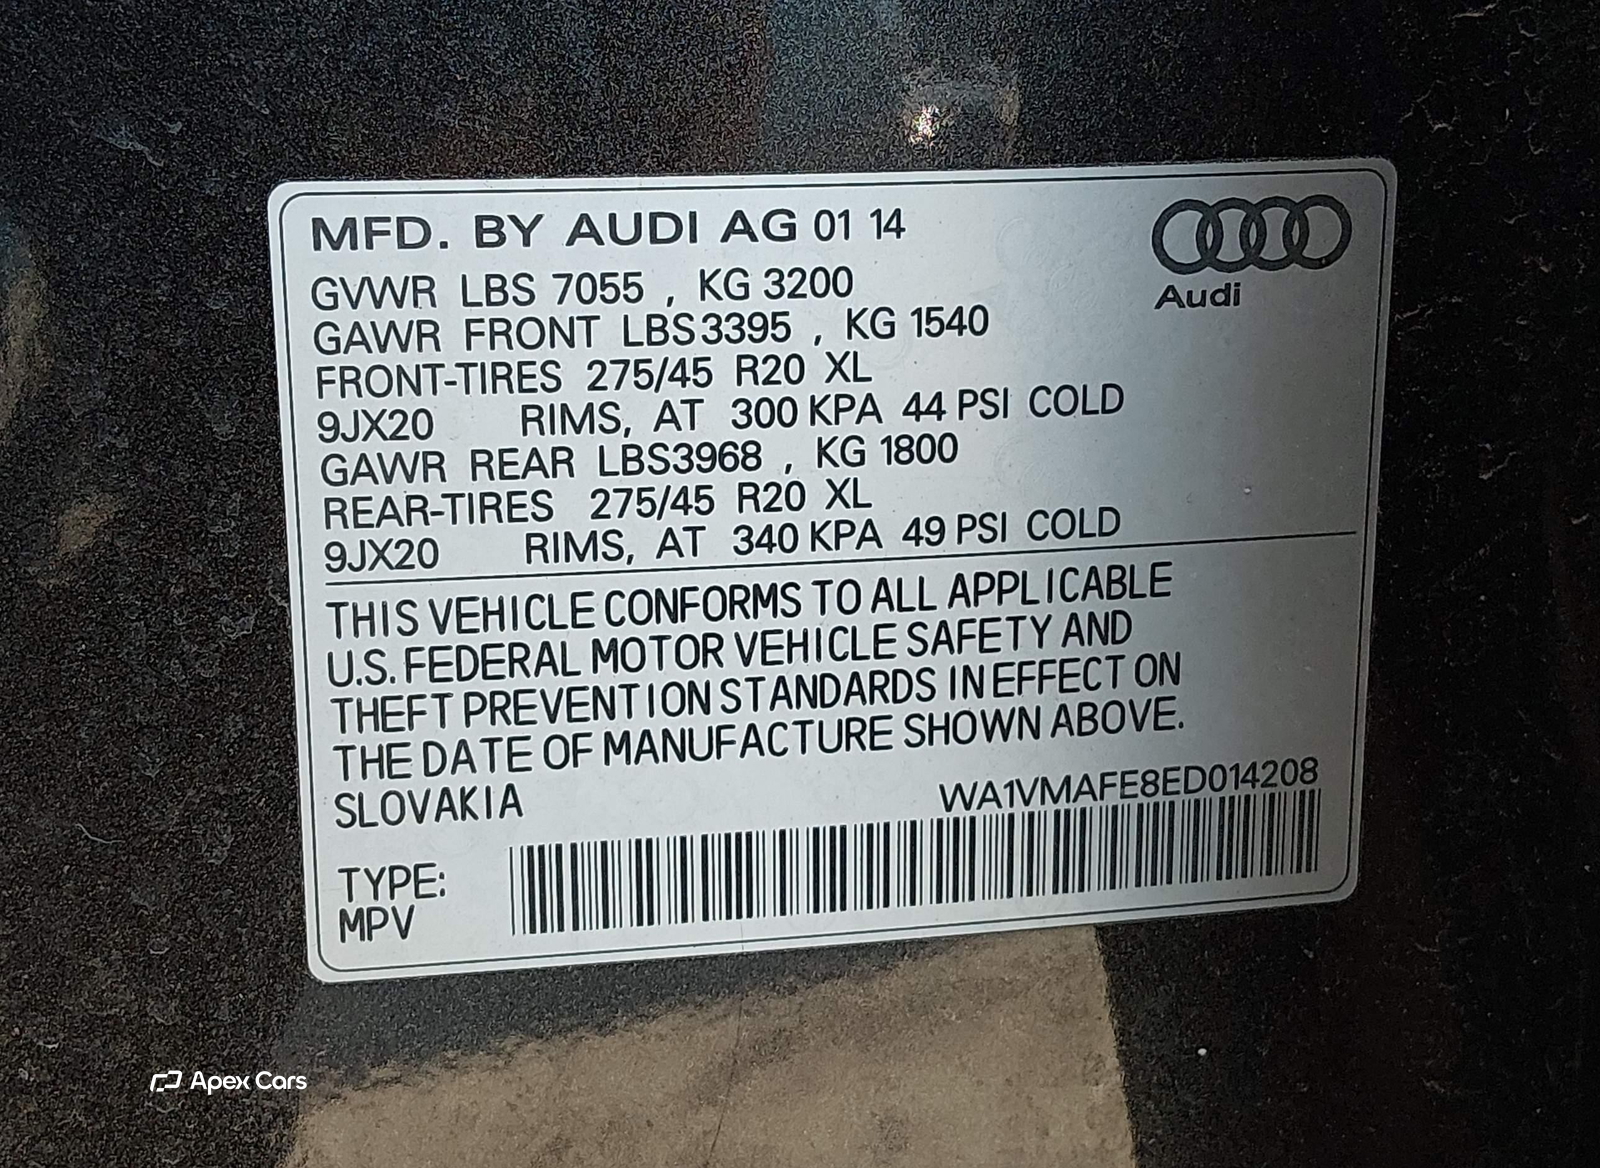 MFD. BY AUDI AG 01 14
Audi
GVWR LBS 7055 , KG 3200
GAWR FRONT LBS3395 , KG 1540
FRONT-TIRES 275/45 R20 XL
9JX20 RIMS, AT 300 KPA 44 PSI COLD
GAWR REAR LBS3968 , KG 1800
REAR-TIRES 275/45 R20 XL
9JX20 RIMS, AT 340 KPA 49 PSI COLD
THIS VEHICLE CONFORMS TO ALL APPLICABLE
U.S. FEDERAL MOTOR VEHICLE SAFETY AND
THEFT PREVENTION STANDARDS IN EFFECT ON
THE DATE OF MANUFACTURE SHOWN ABOVE.
SLOVAKIA
WA1VMAFE8ED014208
TYPE:
MPV
Apex Cars